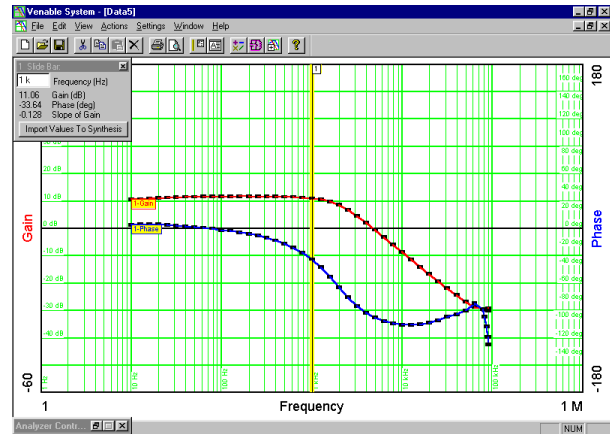 Venable System - [Data5]
File Edit View Actions Settings Window Help
1 Slide Bar:
1 k Frequency (Hz)
11.06 Gain (dB)
-33.64 Phase (deg)
-0.128 Slope of Gain
Import Values To Synthesis
1
180
160 deg
140 deg
120 deg
100 deg
80 deg
60 deg
40 deg
20 deg
0 deg
-20 deg
-40 deg
-60 deg
-80 deg
-100 deg
-120 deg
-140 deg
20 dB
10 dB
0 dB
-10 dB
-20 dB
-30 dB
-40 dB
1-Gain
1-Phase
Gain
Phase
-60
-180
10 Hz
100 Hz
1 kHz
10 kHz
100 kHz
1
Frequency
1 M
Analyzer Contr...
NUM